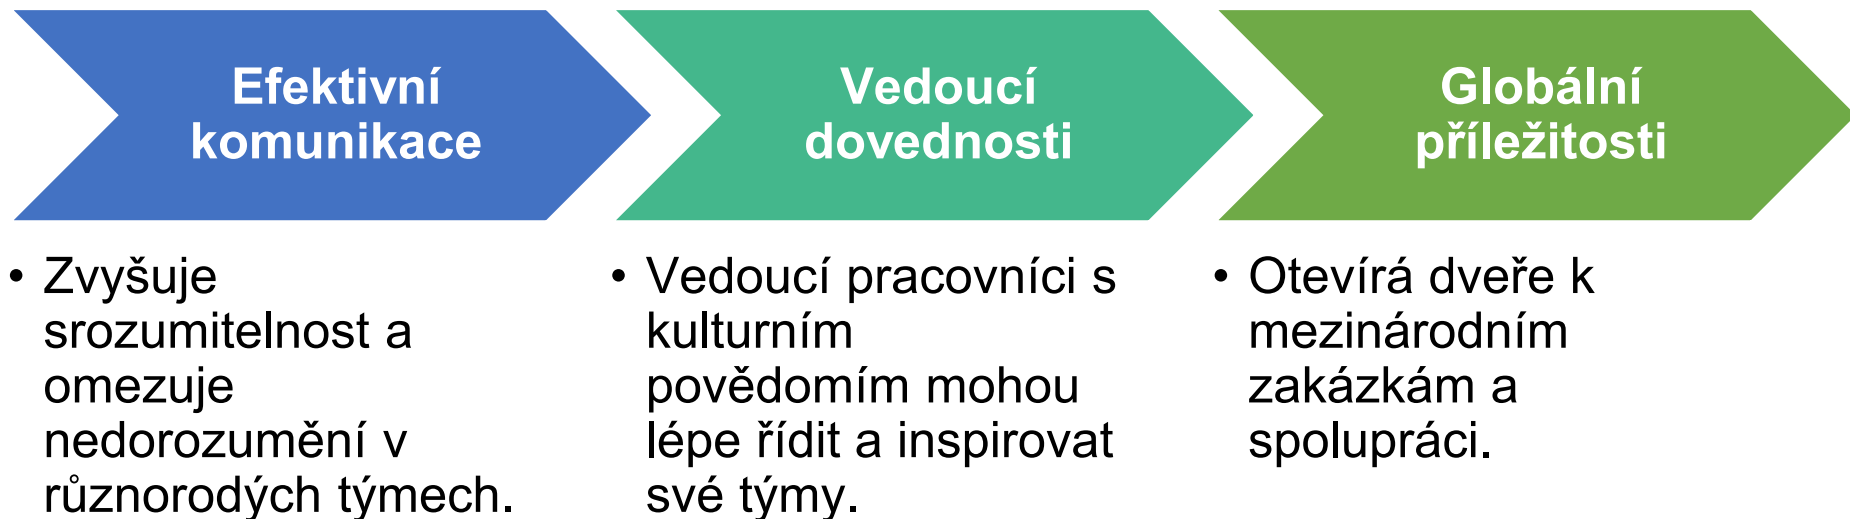 Efektivní
komunikace
• Zvyšuje
srozumitelnost a
omezuje
nedorozumění v
různorodých týmech.
Vedoucí
dovednosti
• Vedoucí pracovníci s
kulturním
povědomím mohou
lépe řídit a inspirovat
své týmy.
Globální
příležitosti
• Otevírá dveře k
mezinárodním
zakázkám a
spolupráci.